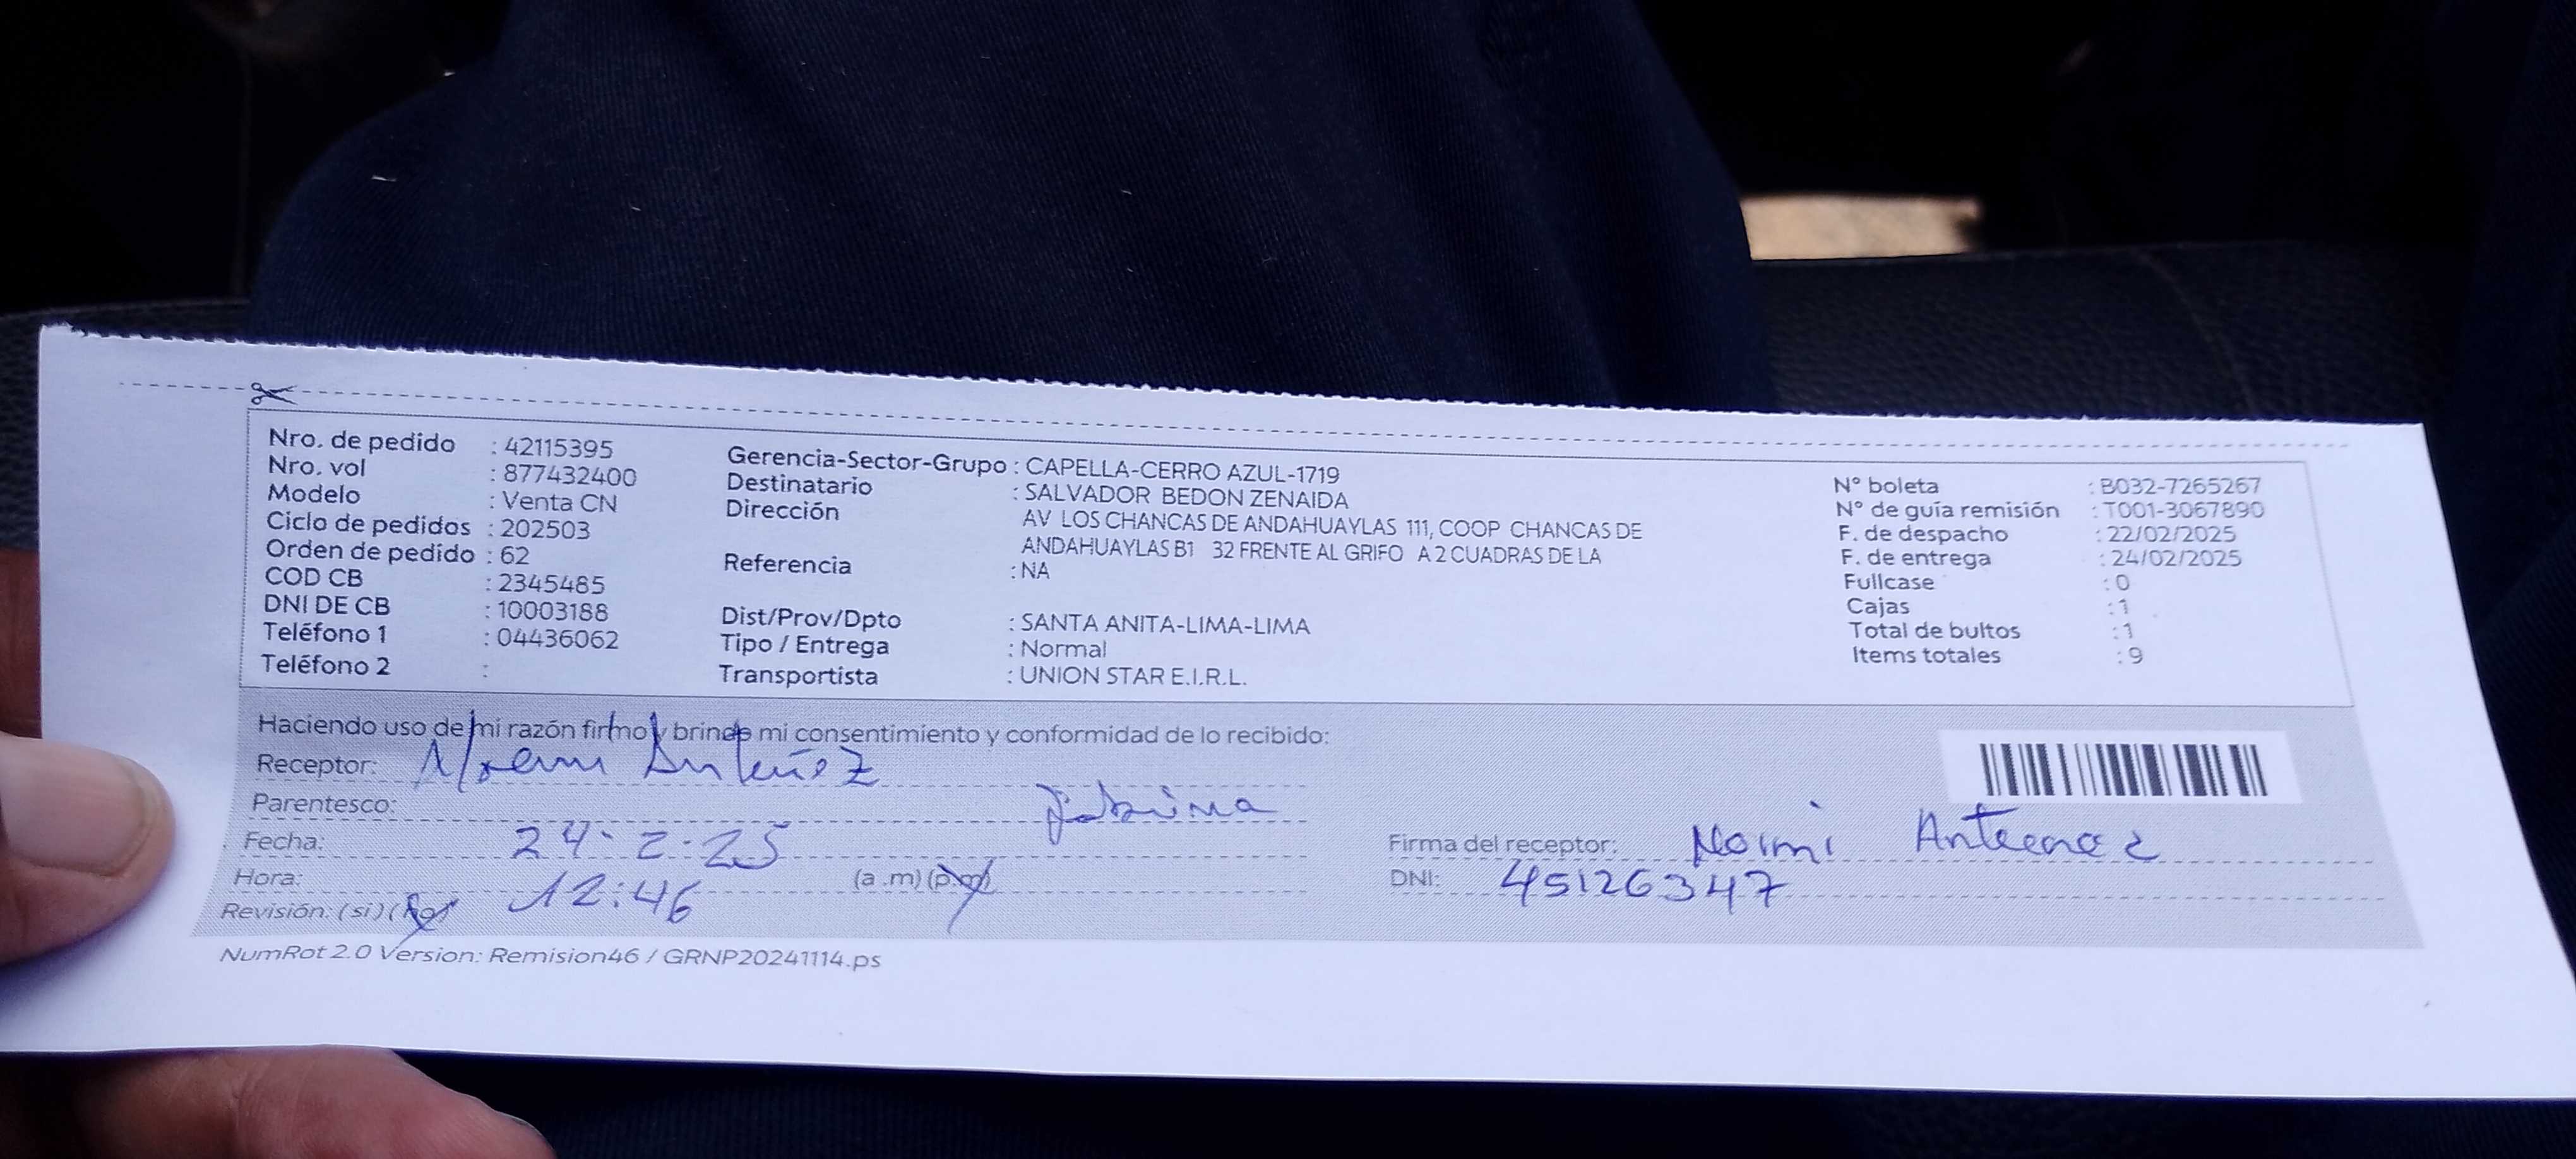 Nro. de pedido : 42115395
Nro. vol : 877432400
Modelo : Venta CN
Ciclo de pedidos : 202503
Orden de pedido : 62
COD CB : 2345485
DNI DE CB : 10003188
Teléfono 1 : 04436062
Teléfono 2 :
Gerencia-Sector-Grupo : CAPELLA-CERRO AZUL-1719
Destinatario : SALVADOR BEDON ZENAIDA
Dirección AV LOS CHANCAS DE ANDAHUAYLAS 111, COOP CHANCAS DE
ANDAHUAYLAS B1 32 FRENTE AL GRIFO A 2 CUADRAS DE LA
Referencia : NA
Dist/Prov/Dpto : SANTA ANITA-LIMA-LIMA
Tipo / Entrega : Normal
Transportista : UNION STAR E.I.R.L.
N° boleta : B032-7265267
N° de guía remisión : T001-3067890
F. de despacho : 22/02/2025
F. de entrega : 24/02/2025
Fullcase : 0
Cajas : 1
Total de bultos : 1
Items totales : 9
Haciendo uso de mi razón firmo y brindo mi consentimiento y conformidad de lo recibido:
Receptor:
Parentesco:
Fecha: 24-2-25
Hora: 12:46 (a.m) (p.m)
Revisión: (si) (no)
Firma del receptor:
DNI: 45126347
NumRot 2.0 Version: Remision46 / GRNP20241114.ps